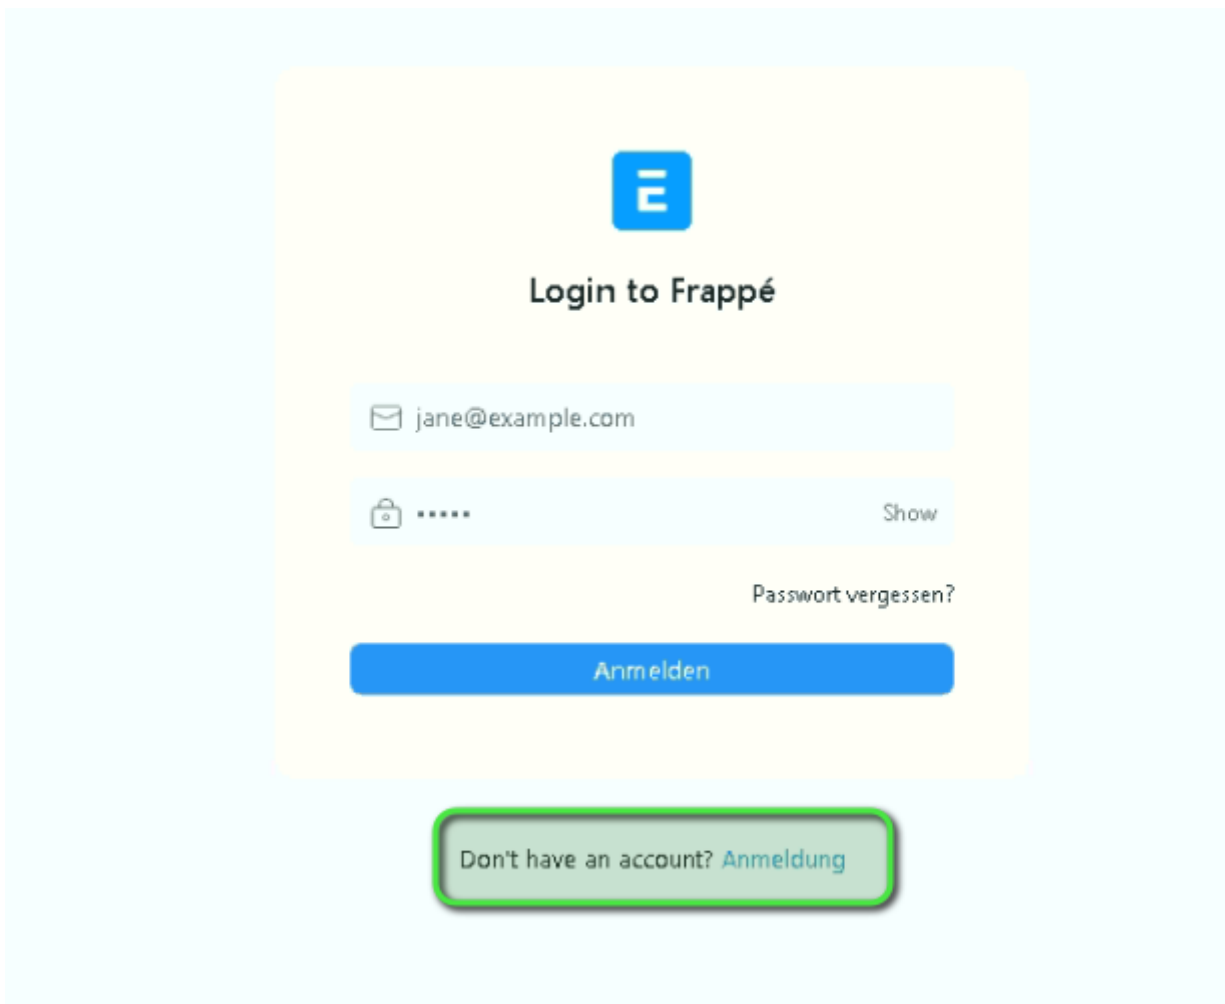 E
Login to Frappé
jane@example.com
••••• Show
Passwort vergessen?
Anmelden
Don't have an account? Anmeldung